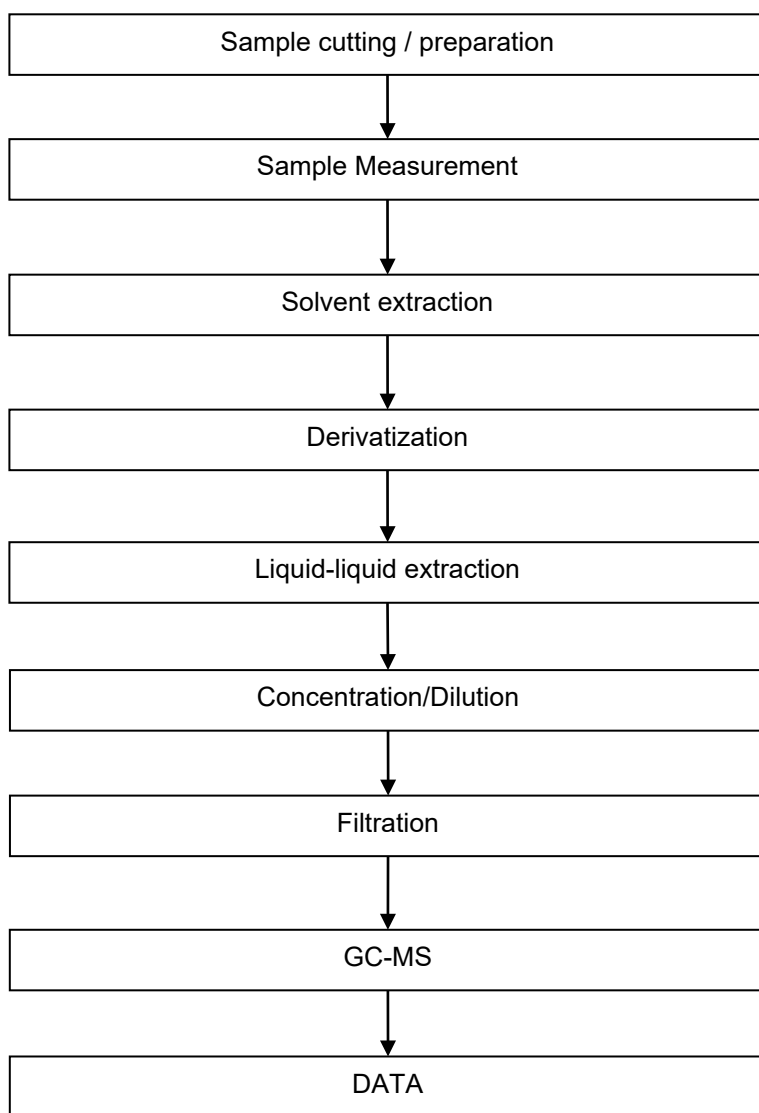 Sample cutting / preparation
Sample Measurement
Solvent extraction
Derivatization
Liquid-liquid extraction
Concentration/Dilution
Filtration
GC-MS
DATA